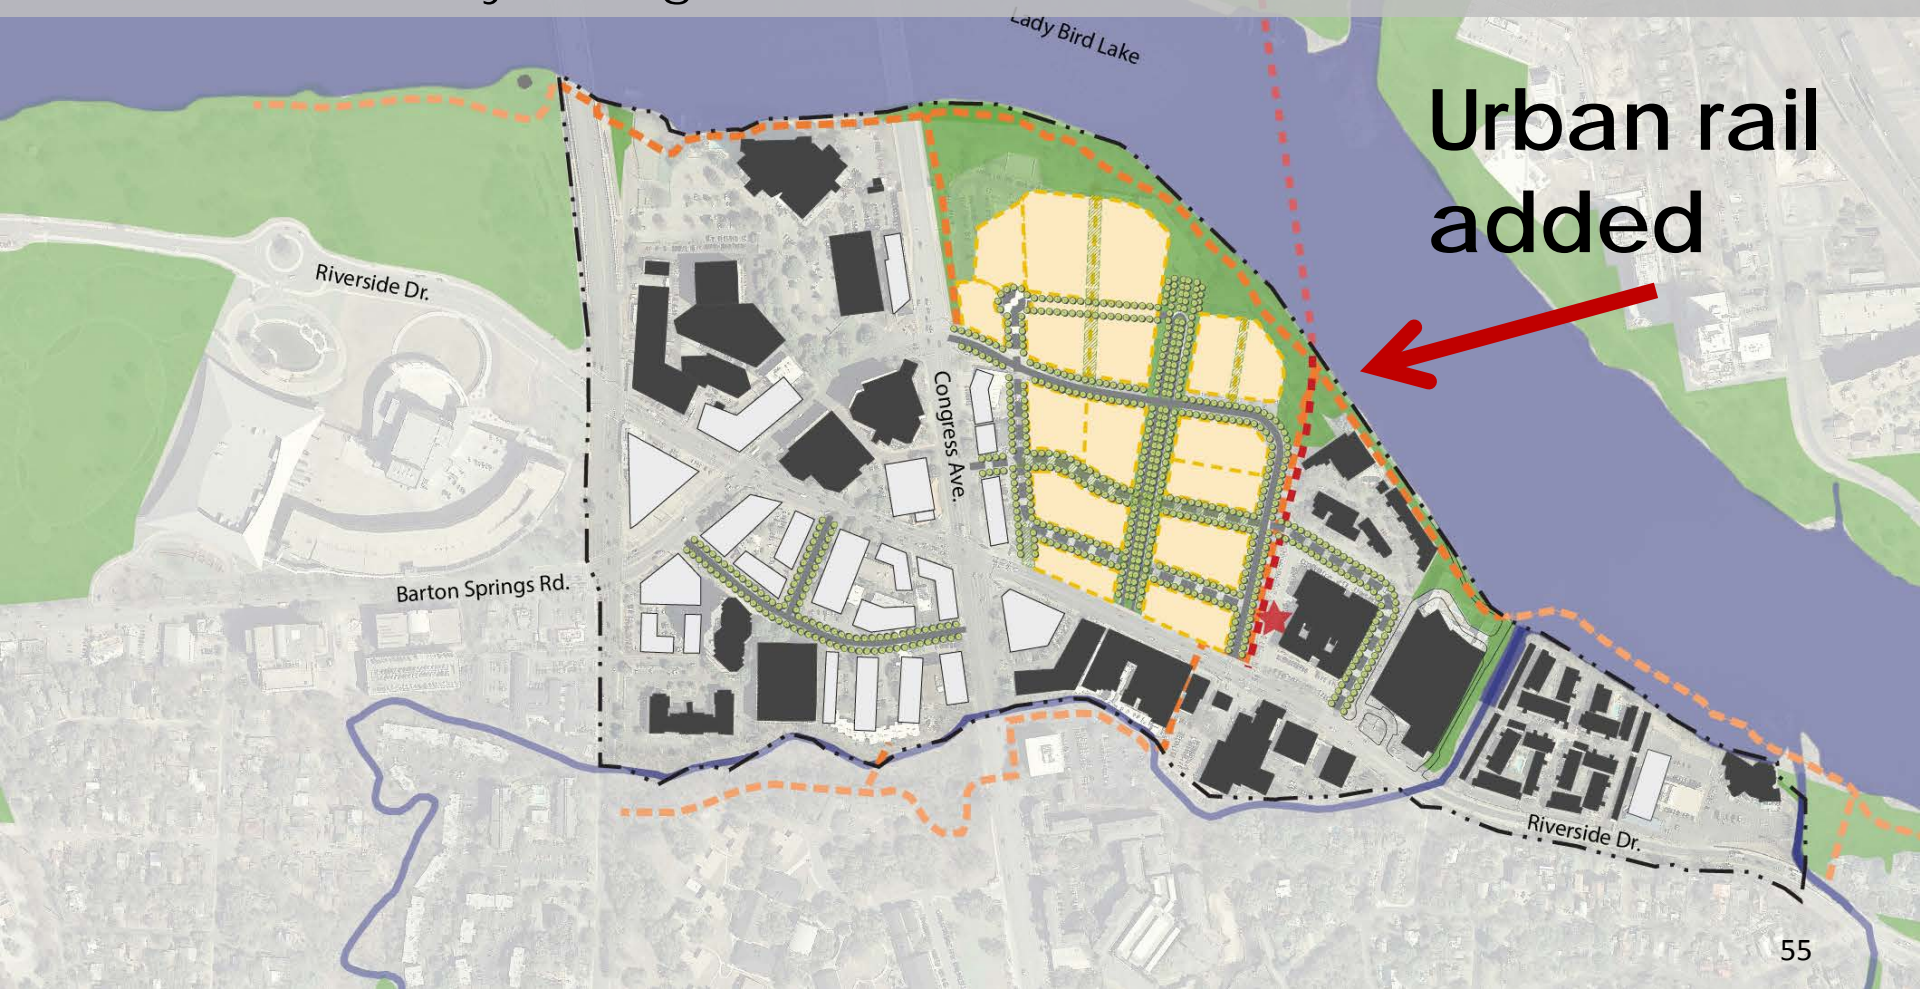 Lady Bird Lake
Urban rail
added
Riverside Dr.
Congress Ave.
Barton Springs Rd.
Riverside Dr.
55